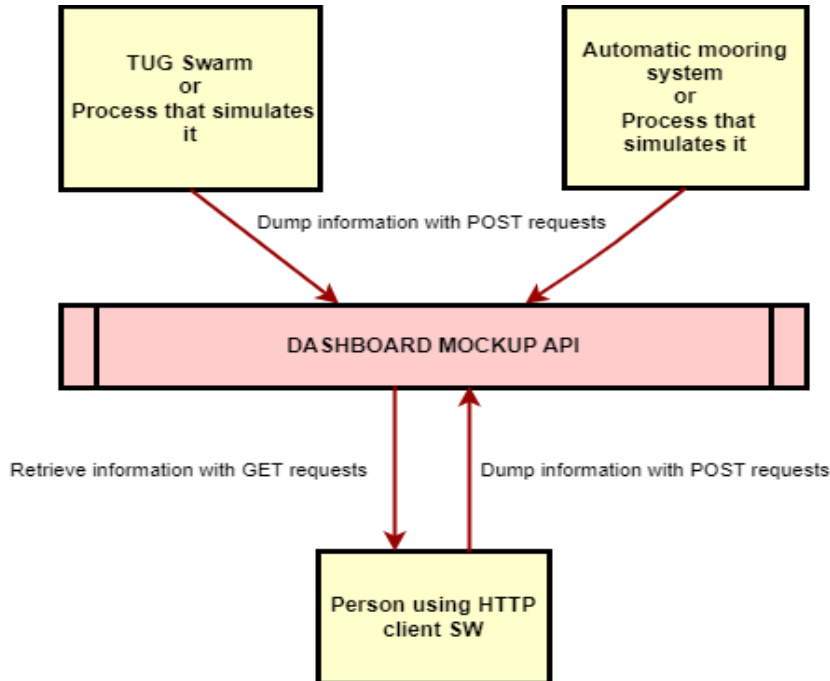 TUG Swarm
or
Process that simulates
it
Automatic mooring
system
or
Process that
simulates it
Dump information with POST requests
DASHBOARD MOCKUP API
Retrieve information with GET requests
Dump information with POST requests
Person using HTTP
client SW